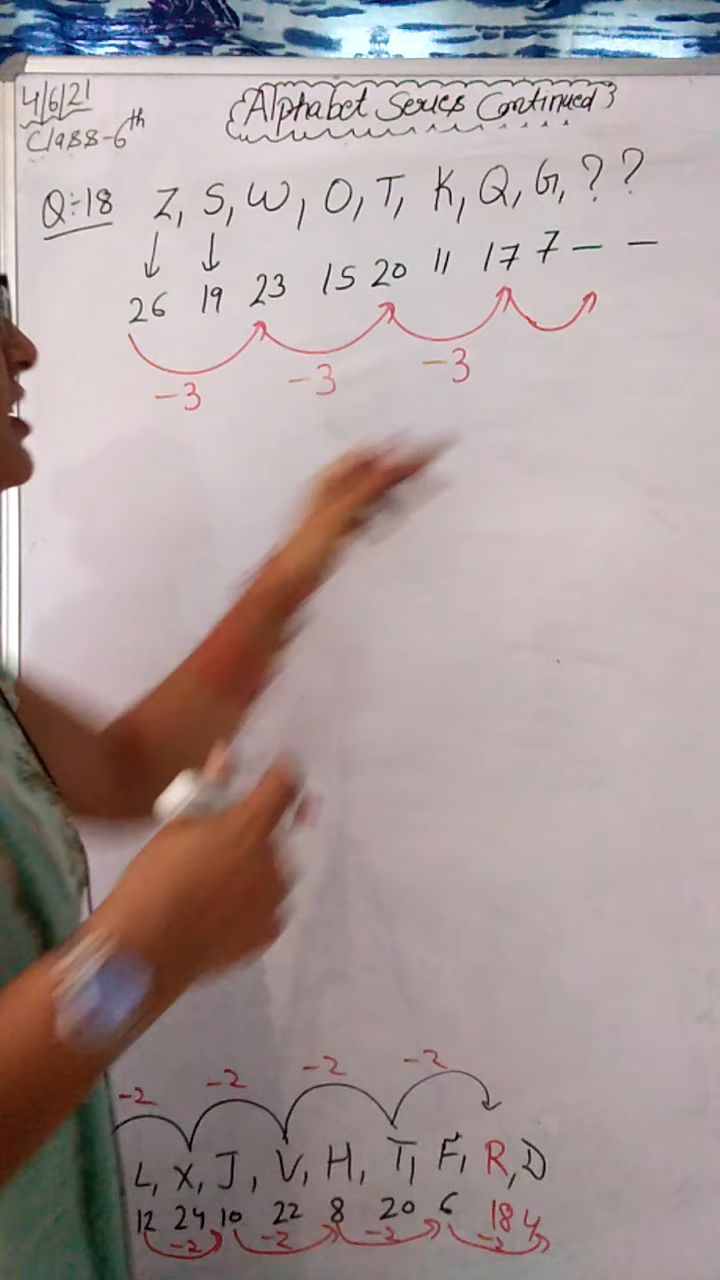 4/6/21
Class-6th
Alphabet Series Continued
Q:-18 Z, S, W, O, T, K, Q, G, ? ?
26 19 23 15 20 11 17 7 — —
-3 -3 -3
-2 -2 -2 -2
L, X, J, V, H, T, F, R, D
12 24 10 22 8 20 6 18 4
-2 -2 -2 -2